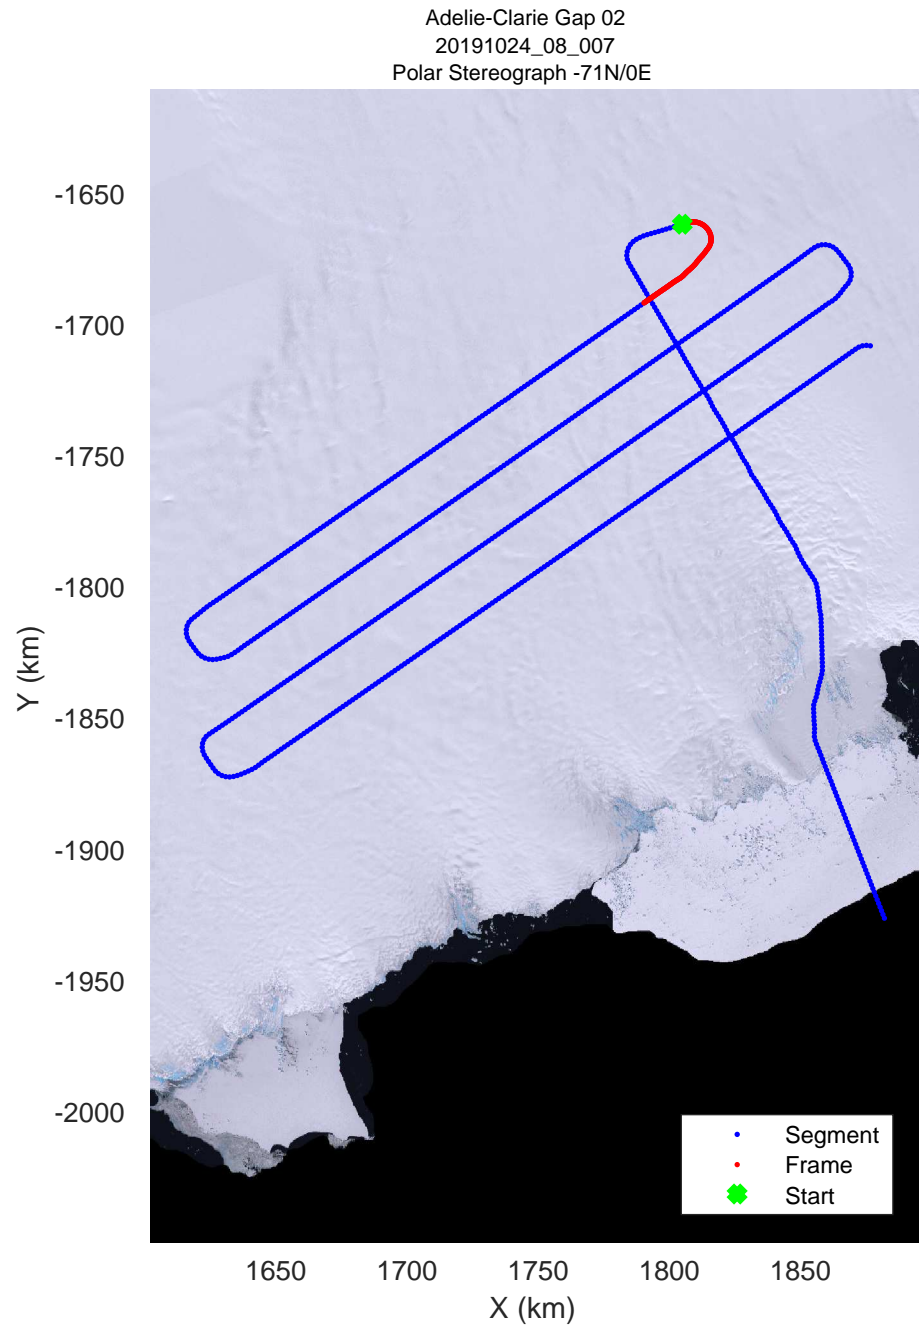 Adelie-Clarie Gap 02
20191024_08_007
Polar Stereograph -71N/0E
-1650
-1700
-1750
-1800
-1850
-1900
-1950
-2000
Y (km)
Segment
Frame
Start
1650
1700
1750
1800
1850
X (km)